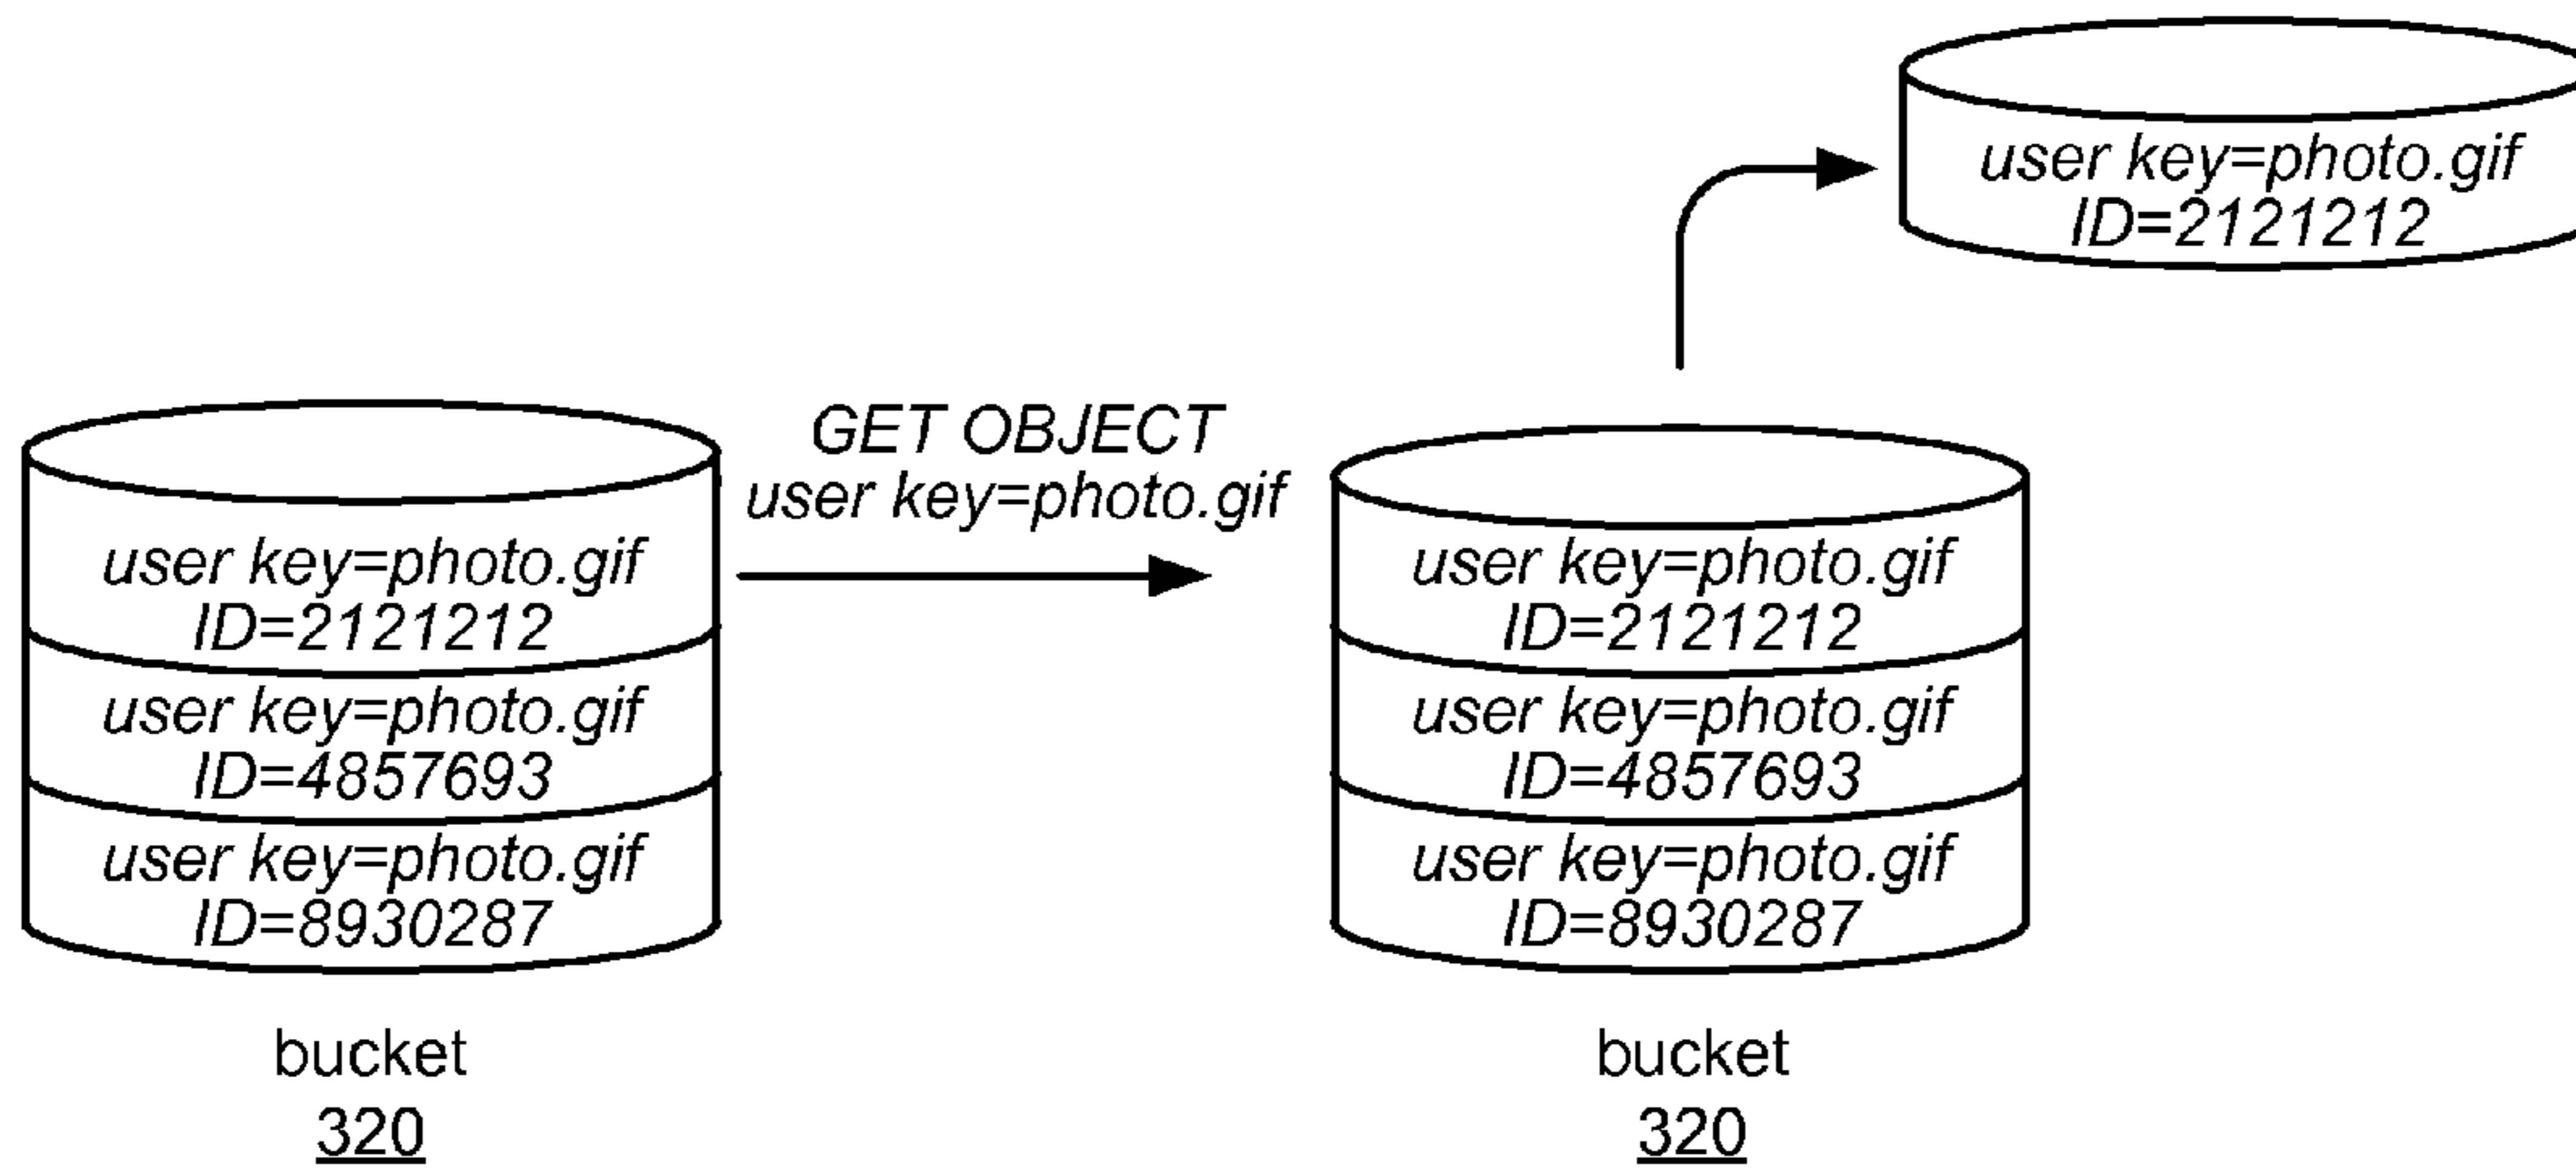 user key=photo.gif
ID=2121212
GET OBJECT
user key=photo.gif
user key=photo.gif
ID=2121212
user key=photo.gif
ID=4857693
user key=photo.gif
ID=8930287
bucket
320
user key=photo.gif
ID=2121212
user key=photo.gif
ID=4857693
user key=photo.gif
ID=8930287
bucket
320